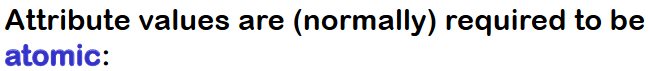 Attribute values are (normally) required to be
atomic: